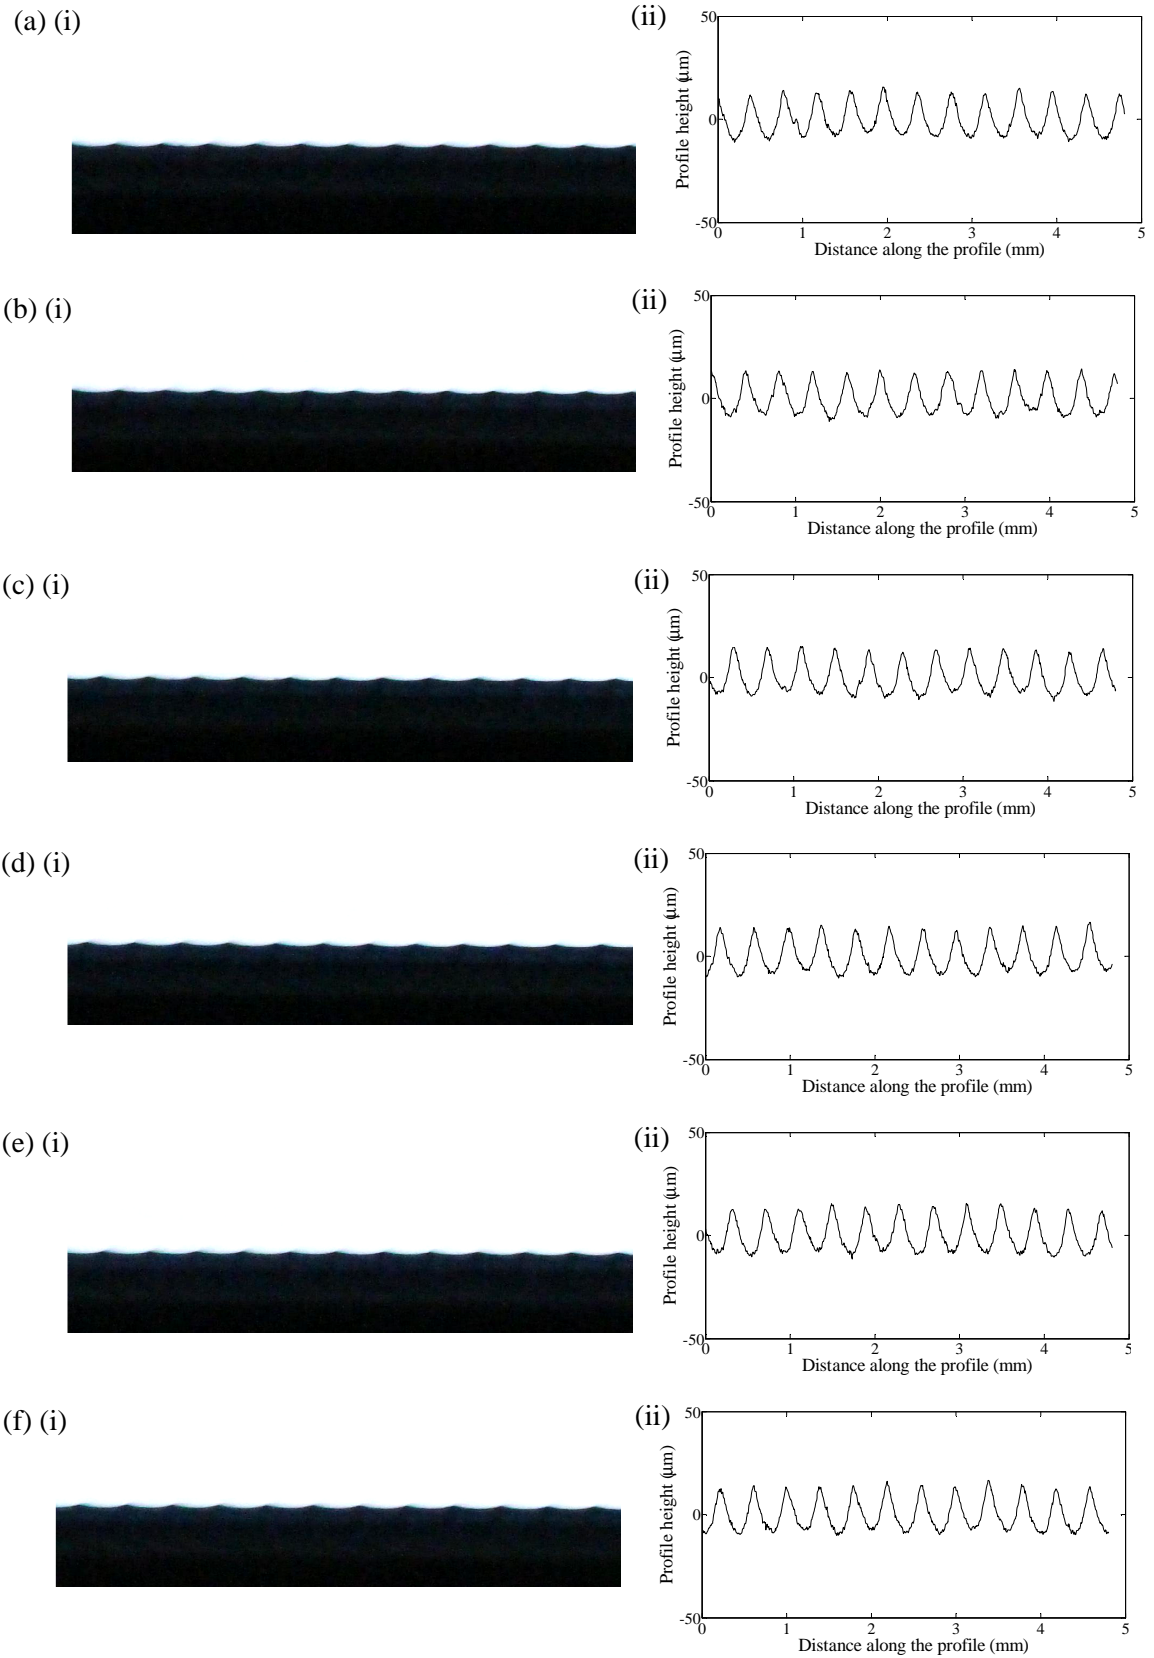 (a) (i)
(ii)
50
0
-50
Profile height (μm)
0 1 2 3 4 5
Distance along the profile (mm)
(b) (i)
(ii)
50
0
-50
Profile height (μm)
0 1 2 3 4 5
Distance along the profile (mm)
(c) (i)
(ii)
50
0
-50
Profile height (μm)
0 1 2 3 4 5
Distance along the profile (mm)
(d) (i)
(ii)
50
0
-50
Profile height (μm)
0 1 2 3 4 5
Distance along the profile (mm)
(e) (i)
(ii)
50
0
-50
Profile height (μm)
0 1 2 3 4 5
Distance along the profile (mm)
(f) (i)
(ii)
50
0
-50
Profile height (μm)
0 1 2 3 4 5
Distance along the profile (mm)